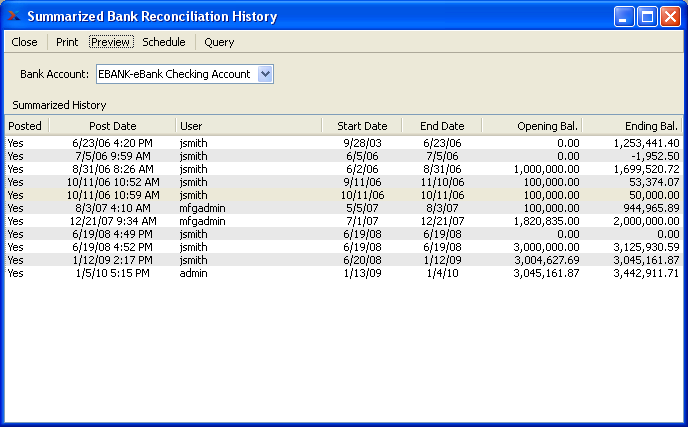 Summarized Bank Reconciliation History
Close Print Preview Schedule Query
Bank Account: EBANK-eBank Checking Account
Summarized History
Posted Post Date User Start Date End Date Opening Bal. Ending Bal.
Yes 6/23/06 4:20 PM jsmith 9/28/03 6/23/06 0.00 1,253,441.40
Yes 7/5/06 9:59 AM jsmith 6/5/06 7/5/06 0.00 -1,952.50
Yes 8/31/06 8:26 AM jsmith 6/2/06 8/31/06 1,000,000.00 1,699,520.72
Yes 10/11/06 10:52 AM jsmith 9/11/06 11/10/06 100,000.00 53,374.07
Yes 10/11/06 10:59 AM jsmith 10/11/06 10/11/06 100,000.00 50,000.00
Yes 8/3/07 4:10 AM mfgadmin 5/5/07 8/3/07 100,000.00 944,965.89
Yes 12/21/07 9:34 AM mfgadmin 7/1/07 12/21/07 1,820,835.00 2,000,000.00
Yes 6/19/08 4:49 PM jsmith 6/19/08 6/19/08 0.00 0.00
Yes 6/19/08 4:52 PM jsmith 6/19/08 6/19/08 3,000,000.00 3,125,930.59
Yes 1/12/09 2:17 PM jsmith 6/20/08 1/12/09 3,004,627.69 3,045,161.87
Yes 1/5/10 5:15 PM admin 1/13/09 1/4/10 3,045,161.87 3,442,911.71